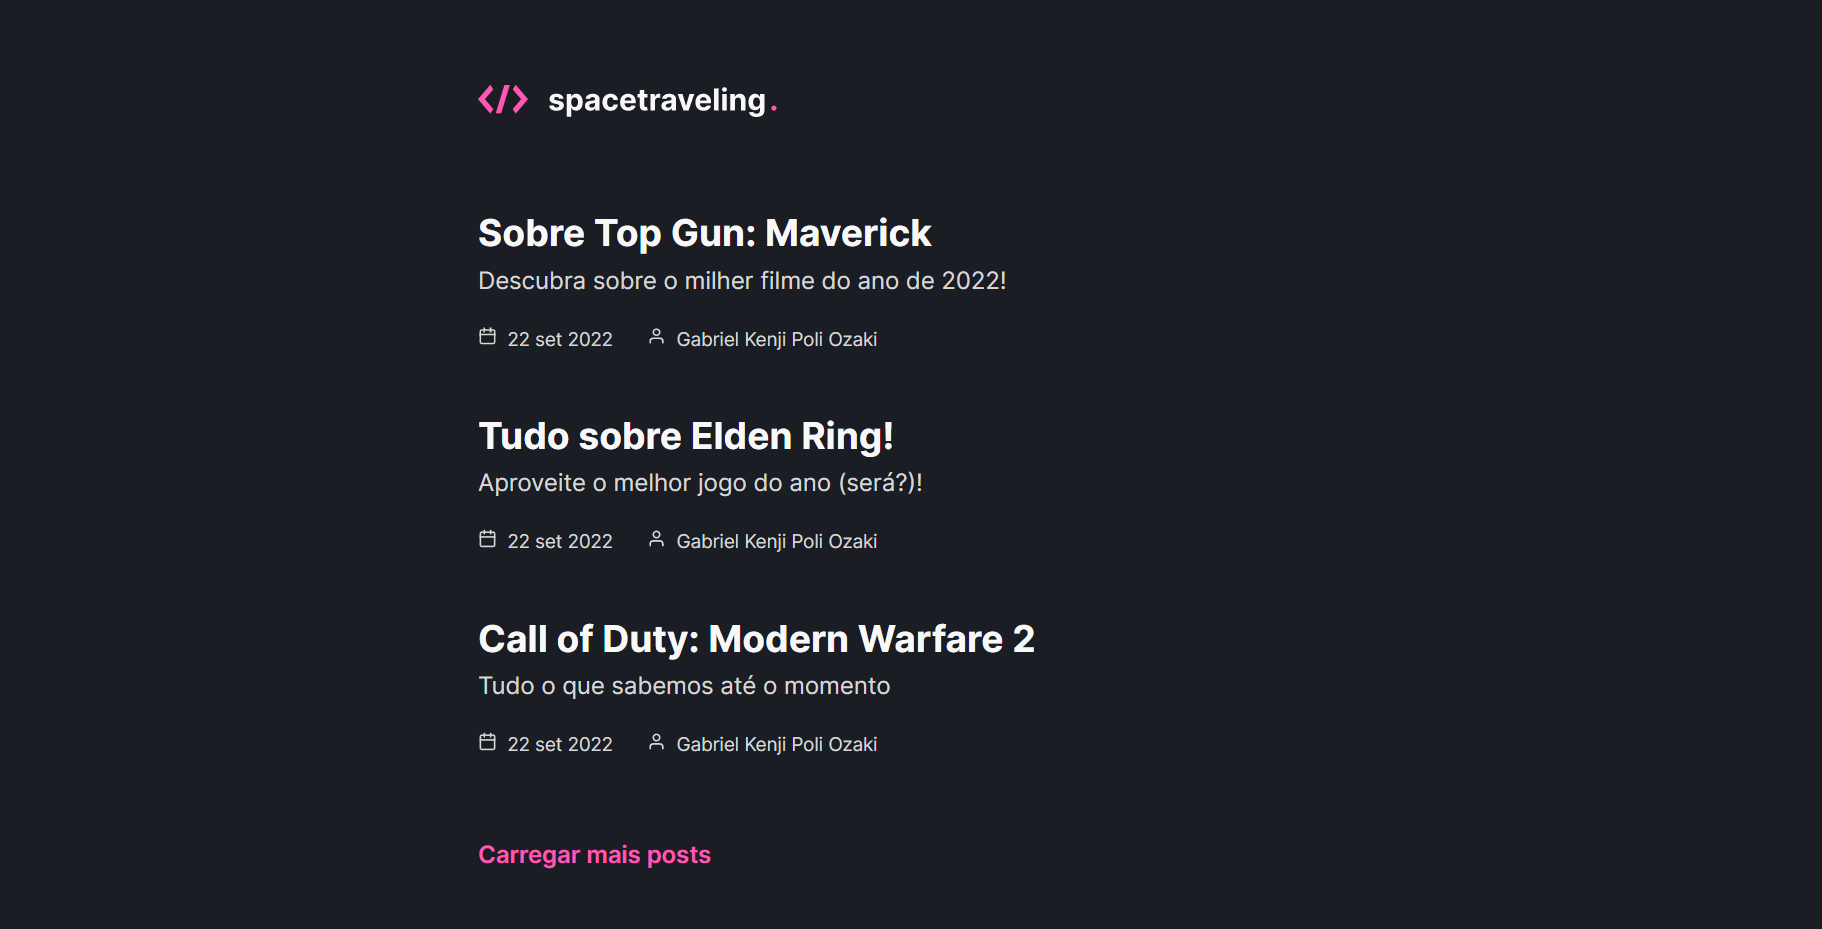 </> spacetraveling.
Sobre Top Gun: Maverick
Descubra sobre o milher filme do ano de 2022!
22 set 2022 Gabriel Kenji Poli Ozaki
Tudo sobre Elden Ring!
Aproveite o melhor jogo do ano (será?)!
22 set 2022 Gabriel Kenji Poli Ozaki
Call of Duty: Modern Warfare 2
Tudo o que sabemos até o momento
22 set 2022 Gabriel Kenji Poli Ozaki
Carregar mais posts